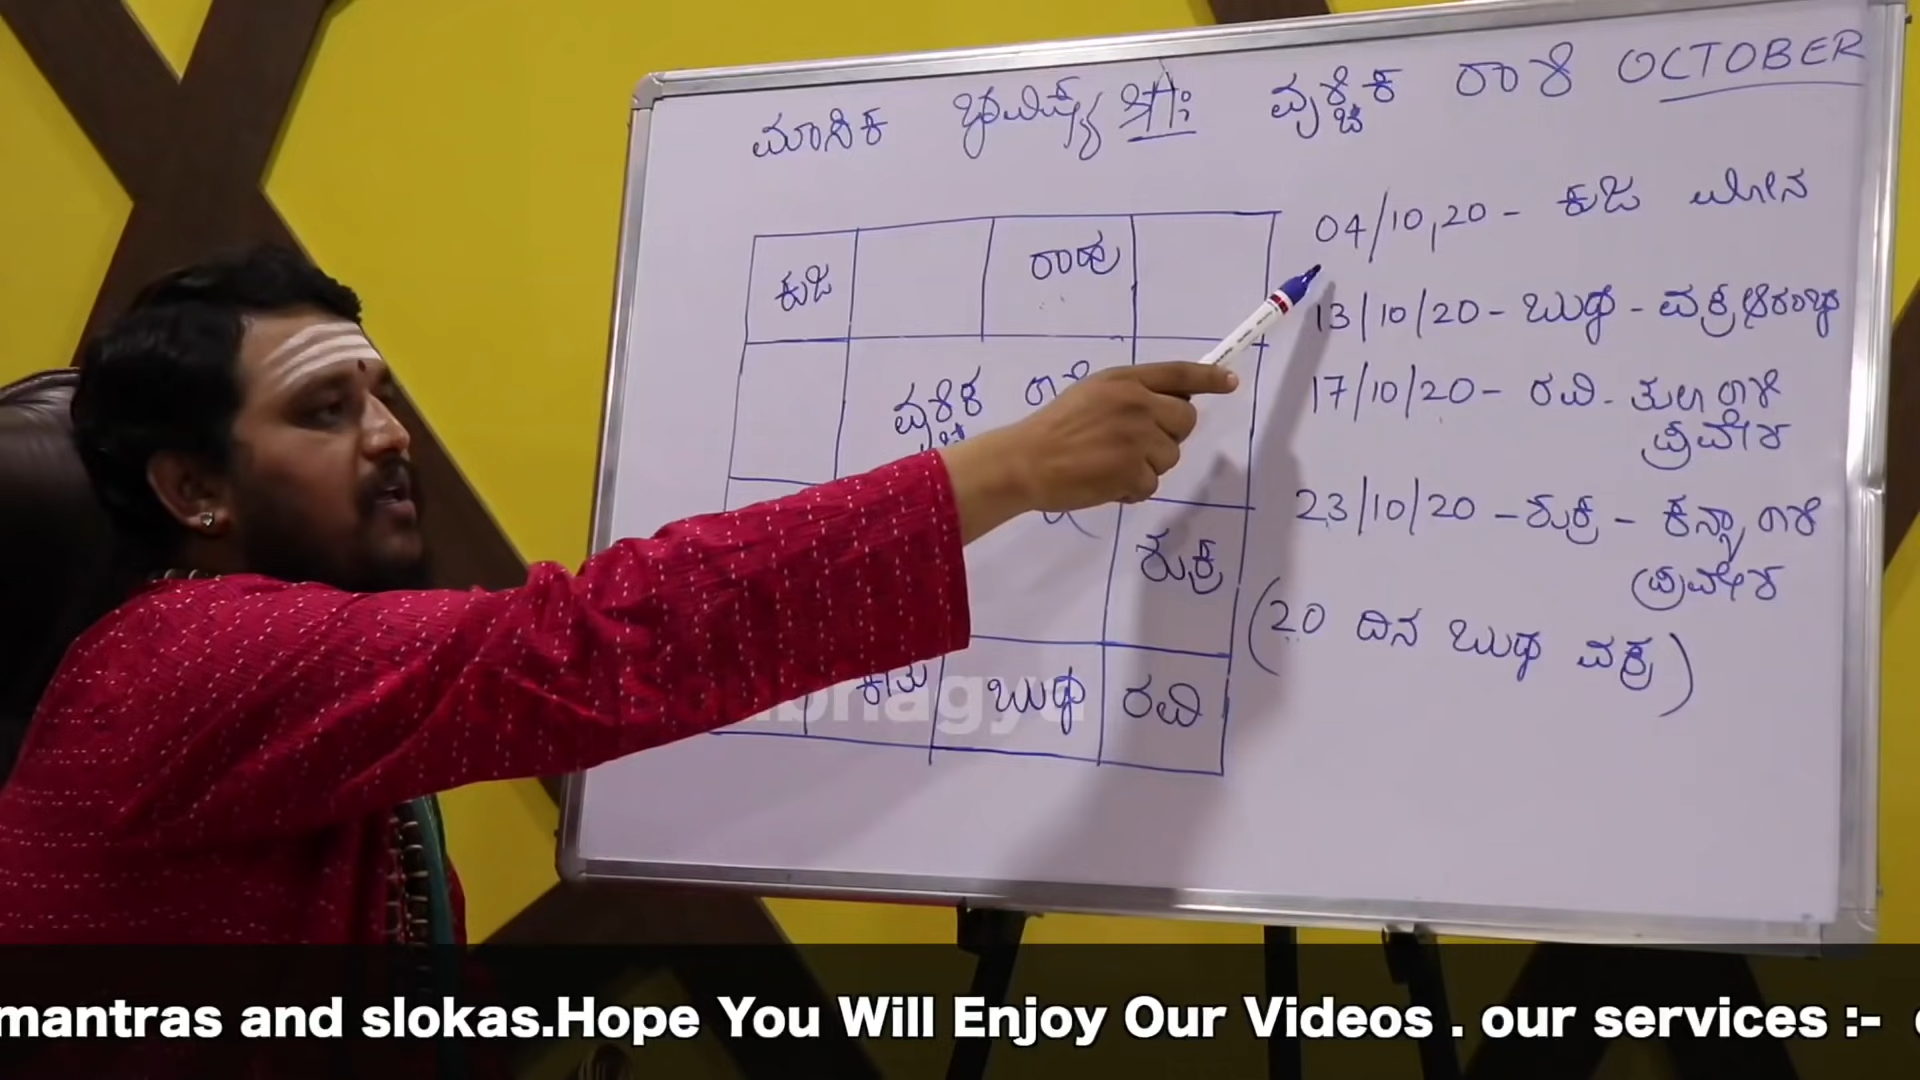 ಮಾಸಿಕ ಭವಿಷ್ಯ ವೃಶ್ಚಿಕ ರಾಶಿ OCTOBER
04/10,20 - ಕುಜ ಮೀನ
13/10/20 - ಬುಧ - ವಕ್ರ ಆರಂಭ
17/10/20 - ರವಿ - ತುಲಾ ರಾಶಿ
ಪ್ರವೇಶ
23/10/20 - ಶುಕ್ರ - ಕನ್ಯಾ ರಾಶಿ
ಪ್ರವೇಶ
(20 ದಿನ ಬುಧ ವಕ್ರ)
ಕುಜ ರಾಹು
ವೃಶ್ಚಿಕ ರಾಶಿ
ಶುಕ್ರ
ಕೇತು ಬುಧ ರವಿ
mantras and slokas.Hope You Will Enjoy Our Videos . our services :-